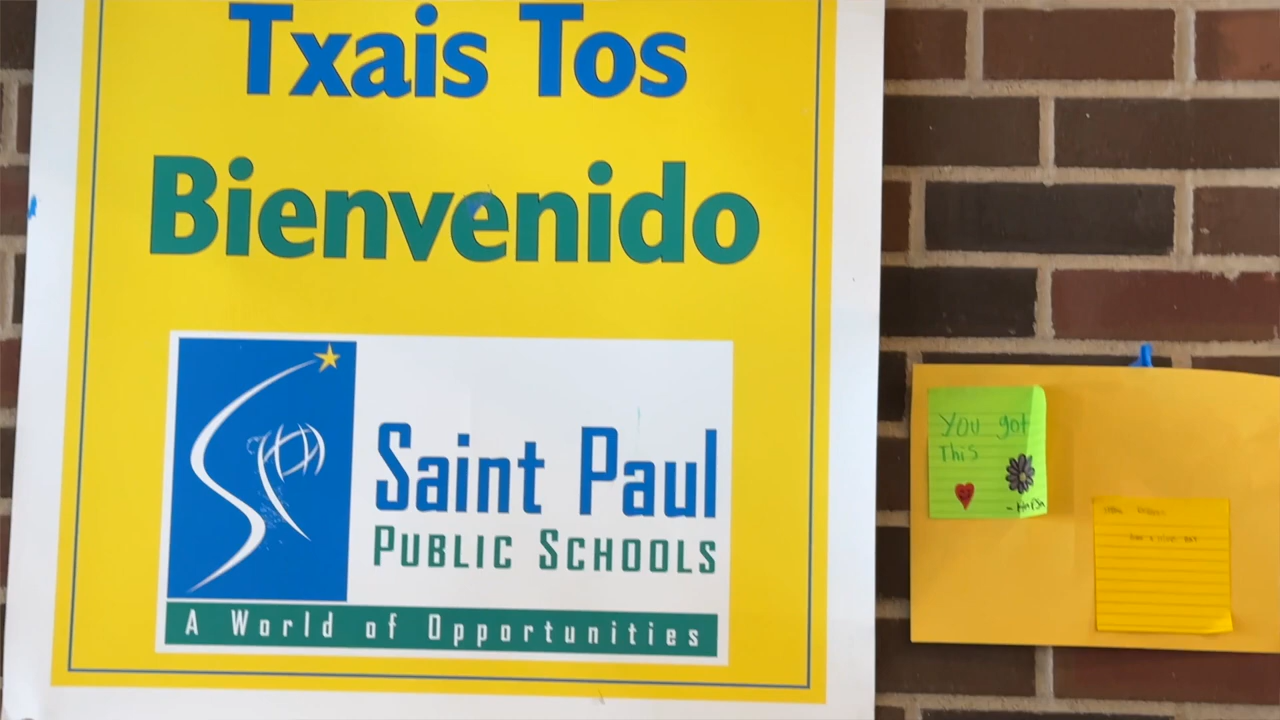 Txais Tos
Bienvenido
Saint Paul
PUBLIC SCHOOLS
A World of Opportunities
You got
This